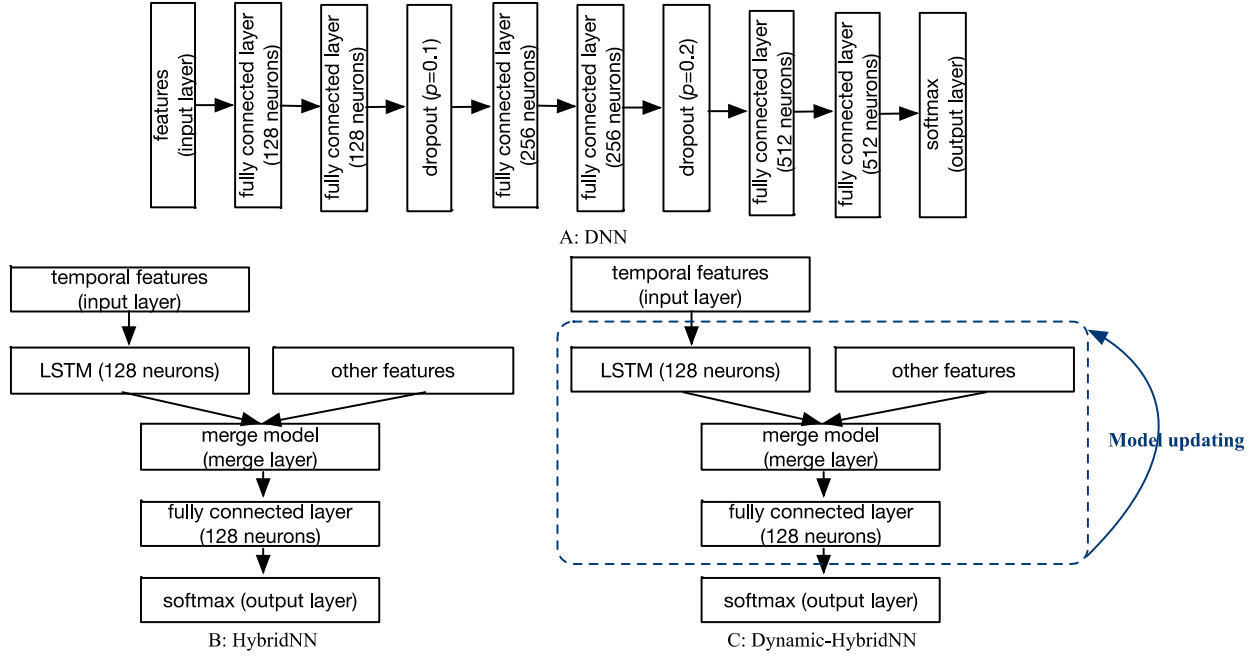 features
(input layer)
fully connected layer
(128 neurons)
fully connected layer
(128 neurons)
dropout (p=0.1)
fully connected layer
(256 neurons)
fully connected layer
(256 neurons)
dropout (p=0.2)
fully connected layer
(512 neurons)
fully connected layer
(512 neurons)
softmax
(output layer)
A: DNN
temporal features
(input layer)
LSTM (128 neurons)
other features
merge model
(merge layer)
fully connected layer
(128 neurons)
softmax (output layer)
B: HybridNN
temporal features
(input layer)
LSTM (128 neurons)
other features
merge model
(merge layer)
Model updating
fully connected layer
(128 neurons)
softmax (output layer)
C: Dynamic-HybridNN